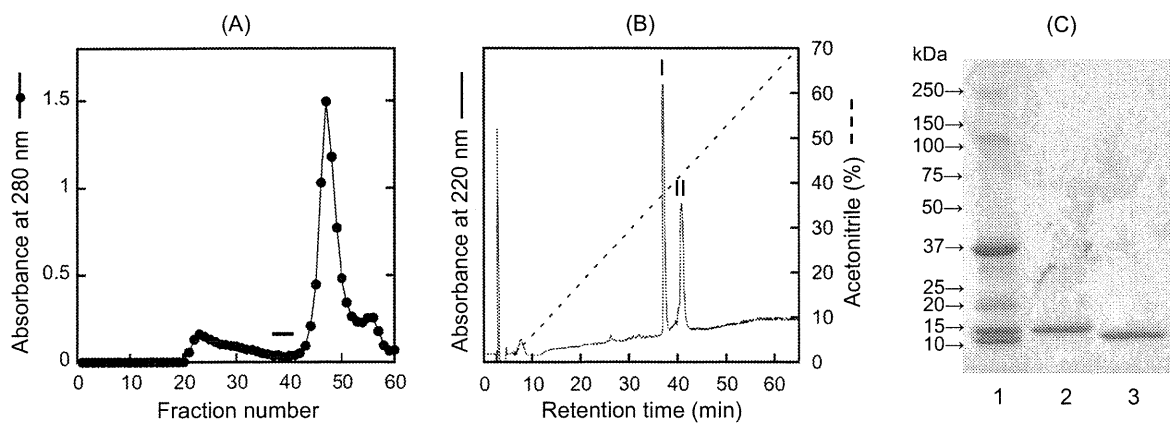 (A)
(B)
(C)
Absorbance at 280 nm
1.5
1
0.5
0
0 10 20 30 40 50 60
Fraction number
Absorbance at 220 nm
I
II
70
60
50
40
30
20
10
0
Acetonitrile (%)
0 10 20 30 40 50 60
Retention time (min)
kDa
250→
150→
100→
75→
50→
37→
25→
20→
15→
10→
1 2 3